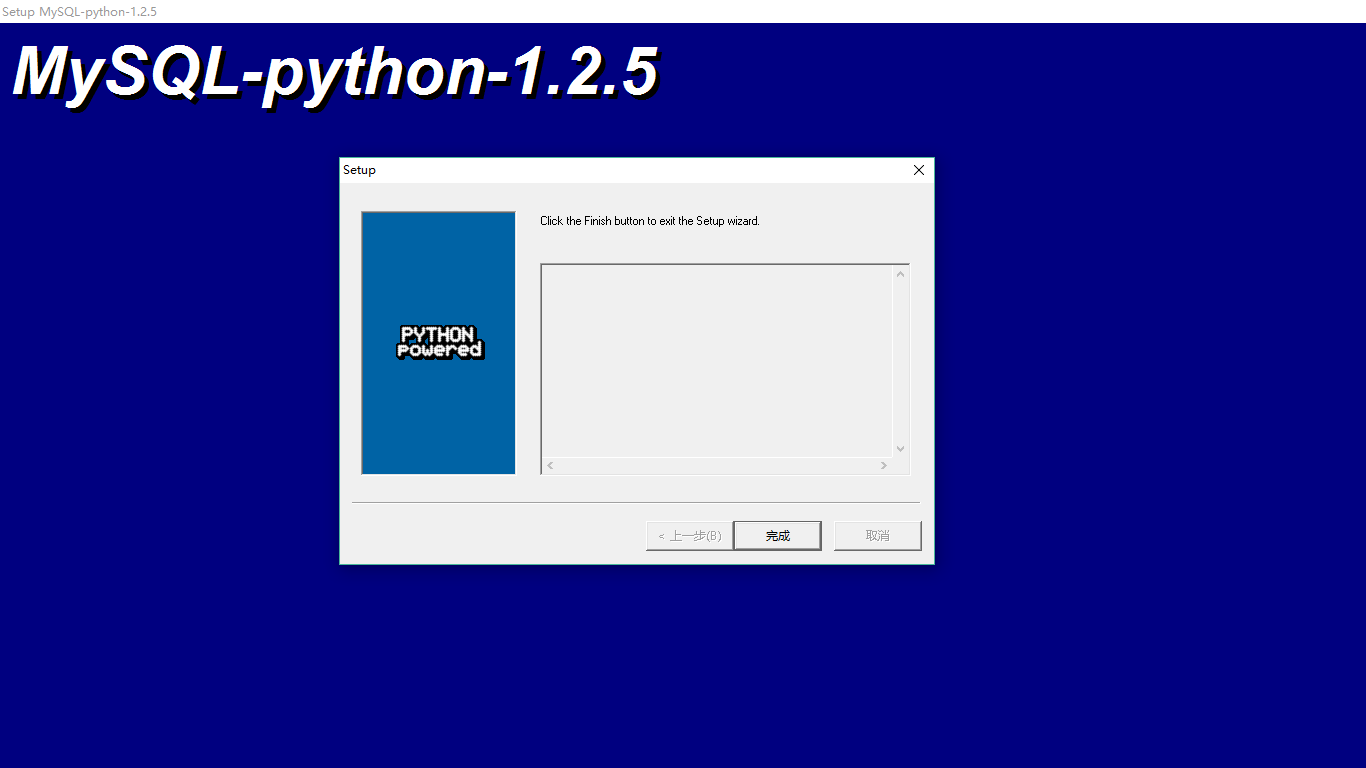 Setup MySQL-python-1.2.5
MySQL-python-1.2.5
Setup
Click the Finish button to exit the Setup wizard.
PYTHON
powered
< 上一步(B)
完成
取消